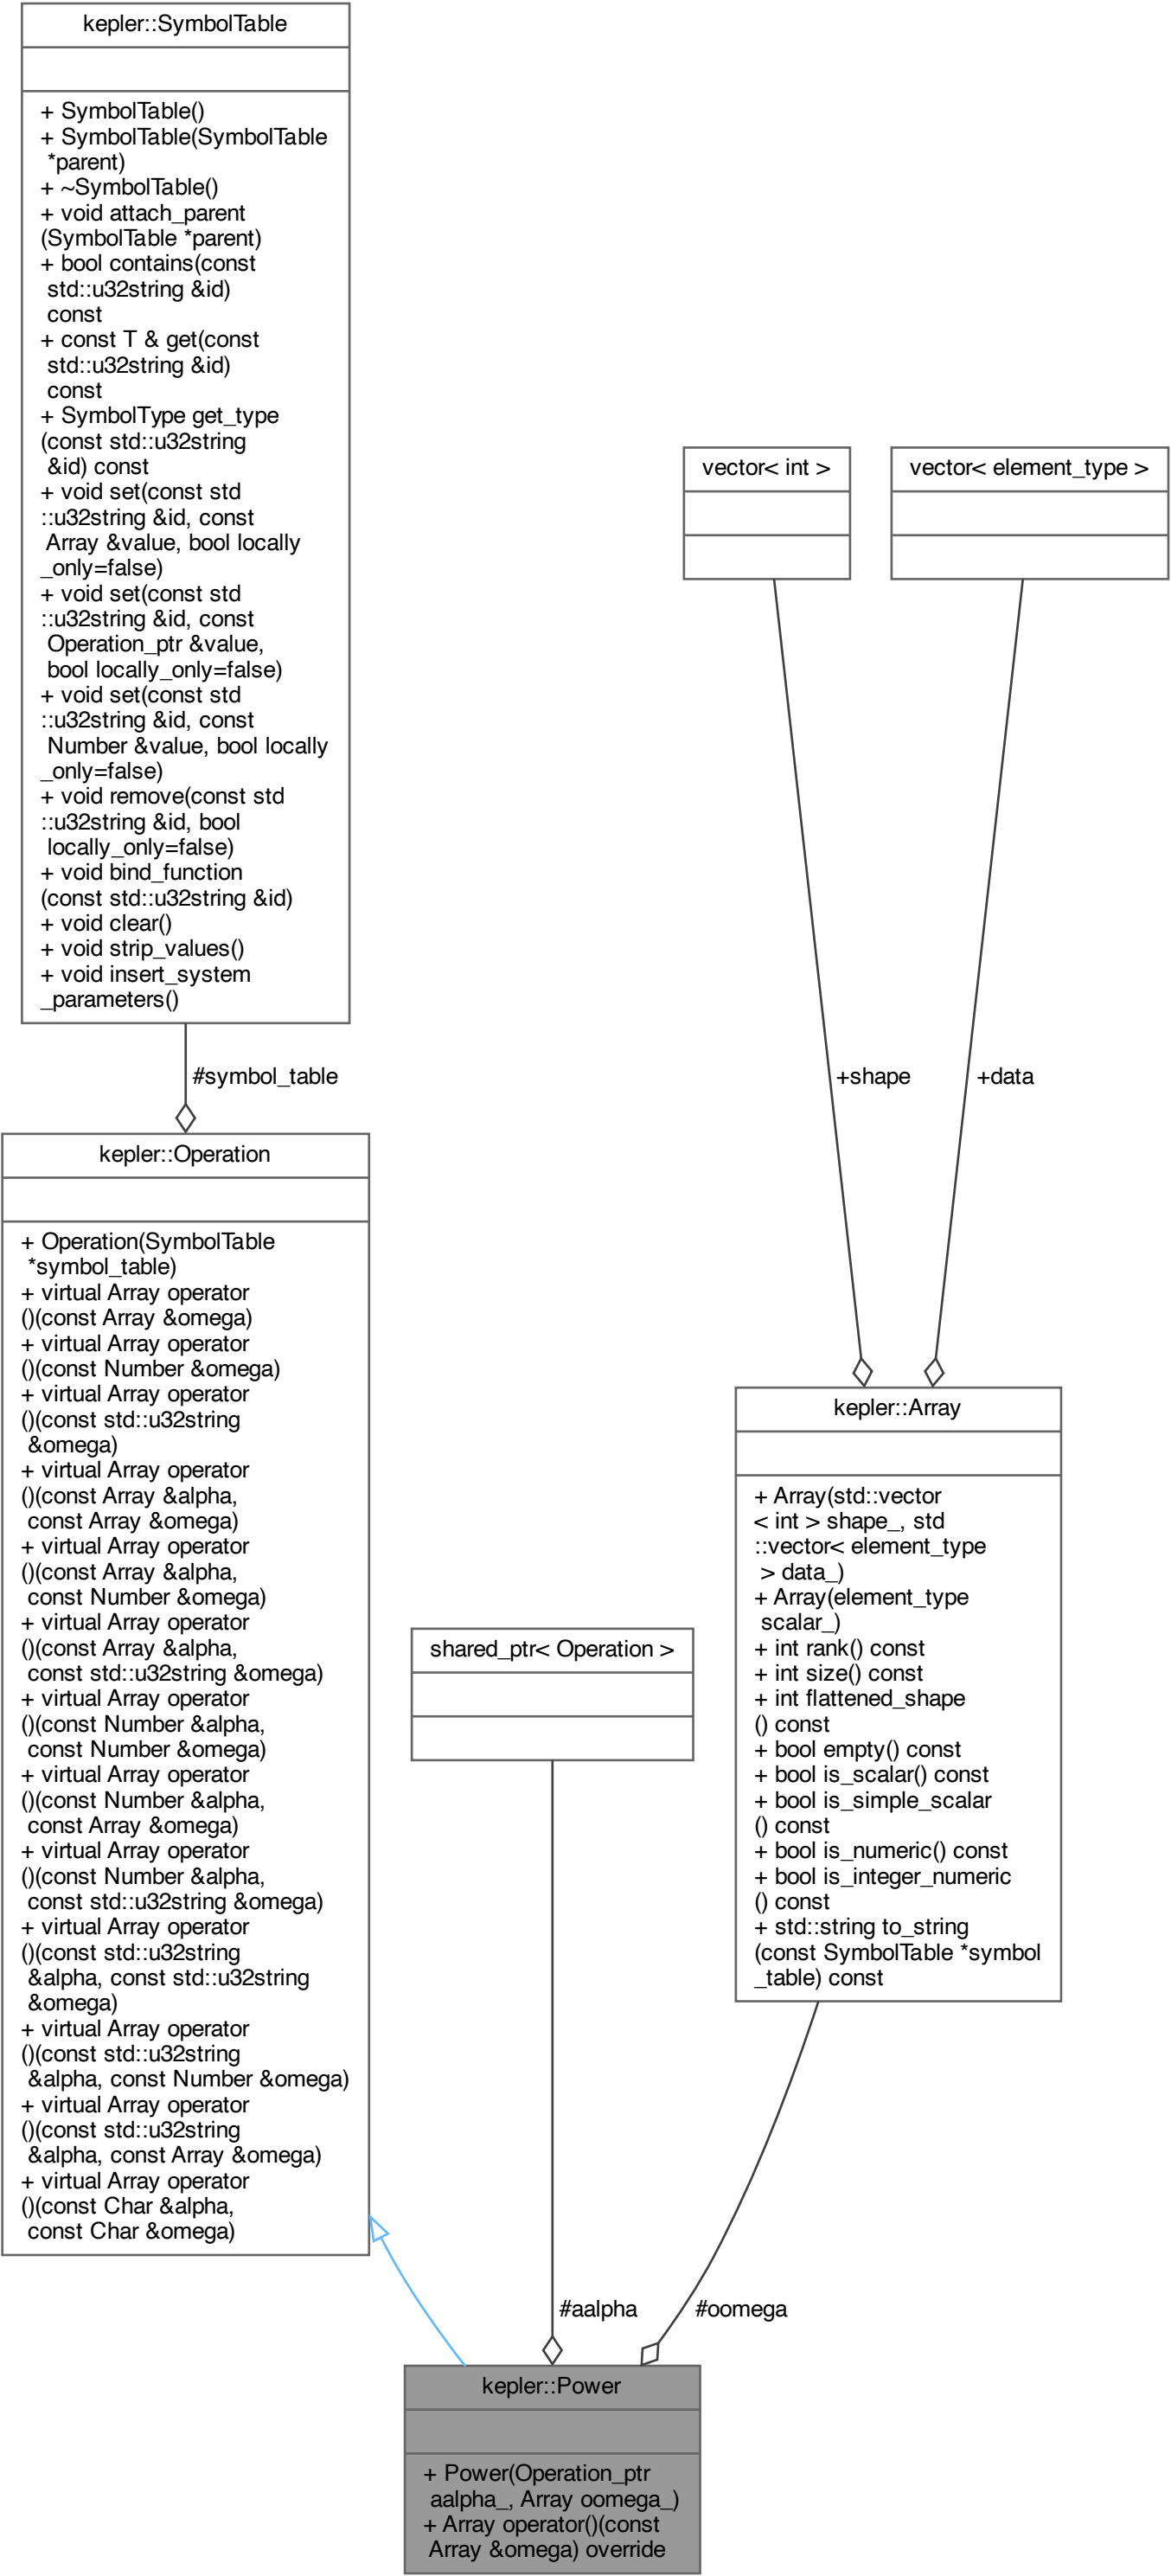 kepler::SymbolTable
+ SymbolTable()
+ SymbolTable(SymbolTable
*parent)
+ ~SymbolTable()
+ void attach_parent
(SymbolTable *parent)
+ bool contains(const
std::u32string &id)
const
+ const T & get(const
std::u32string &id)
const
+ SymbolType get_type
(const std::u32string
&id) const
+ void set(const std
::u32string &id, const
Array &value, bool locally
_only=false)
+ void set(const std
::u32string &id, const
Operation_ptr &value,
bool locally_only=false)
+ void set(const std
::u32string &id, const
Number &value, bool locally
_only=false)
+ void remove(const std
::u32string &id, bool
locally_only=false)
+ void bind_function
(const std::u32string &id)
+ void clear()
+ void strip_values()
+ void insert_system
_parameters()
#symbol_table
vector< int >
vector< element_type >
+shape
+data
kepler::Operation
+ Operation(SymbolTable
*symbol_table)
+ virtual Array operator
()(const Array &omega)
+ virtual Array operator
()(const Number &omega)
+ virtual Array operator
()(const std::u32string
&omega)
+ virtual Array operator
()(const Array &alpha,
const Array &omega)
+ virtual Array operator
()(const Array &alpha,
const Number &omega)
+ virtual Array operator
()(const Array &alpha,
const std::u32string &omega)
+ virtual Array operator
()(const Number &alpha,
const Number &omega)
+ virtual Array operator
()(const Number &alpha,
const Array &omega)
+ virtual Array operator
()(const Number &alpha,
const std::u32string &omega)
+ virtual Array operator
()(const std::u32string
&alpha, const std::u32string
&omega)
+ virtual Array operator
()(const std::u32string
&alpha, const Number &omega)
+ virtual Array operator
()(const std::u32string
&alpha, const Array &omega)
+ virtual Array operator
()(const Char &alpha,
const Char &omega)
shared_ptr< Operation >
kepler::Array
+ Array(std::vector
< int > shape_, std
::vector< element_type
> data_)
+ Array(element_type
scalar_)
+ int rank() const
+ int size() const
+ int flattened_shape
() const
+ bool empty() const
+ bool is_scalar() const
+ bool is_simple_scalar
() const
+ bool is_numeric() const
+ bool is_integer_numeric
() const
+ std::string to_string
(const SymbolTable *symbol
_table) const
#aalpha
#oomega
kepler::Power
+ Power(Operation_ptr
aalpha_, Array oomega_)
+ Array operator()(const
Array &omega) override